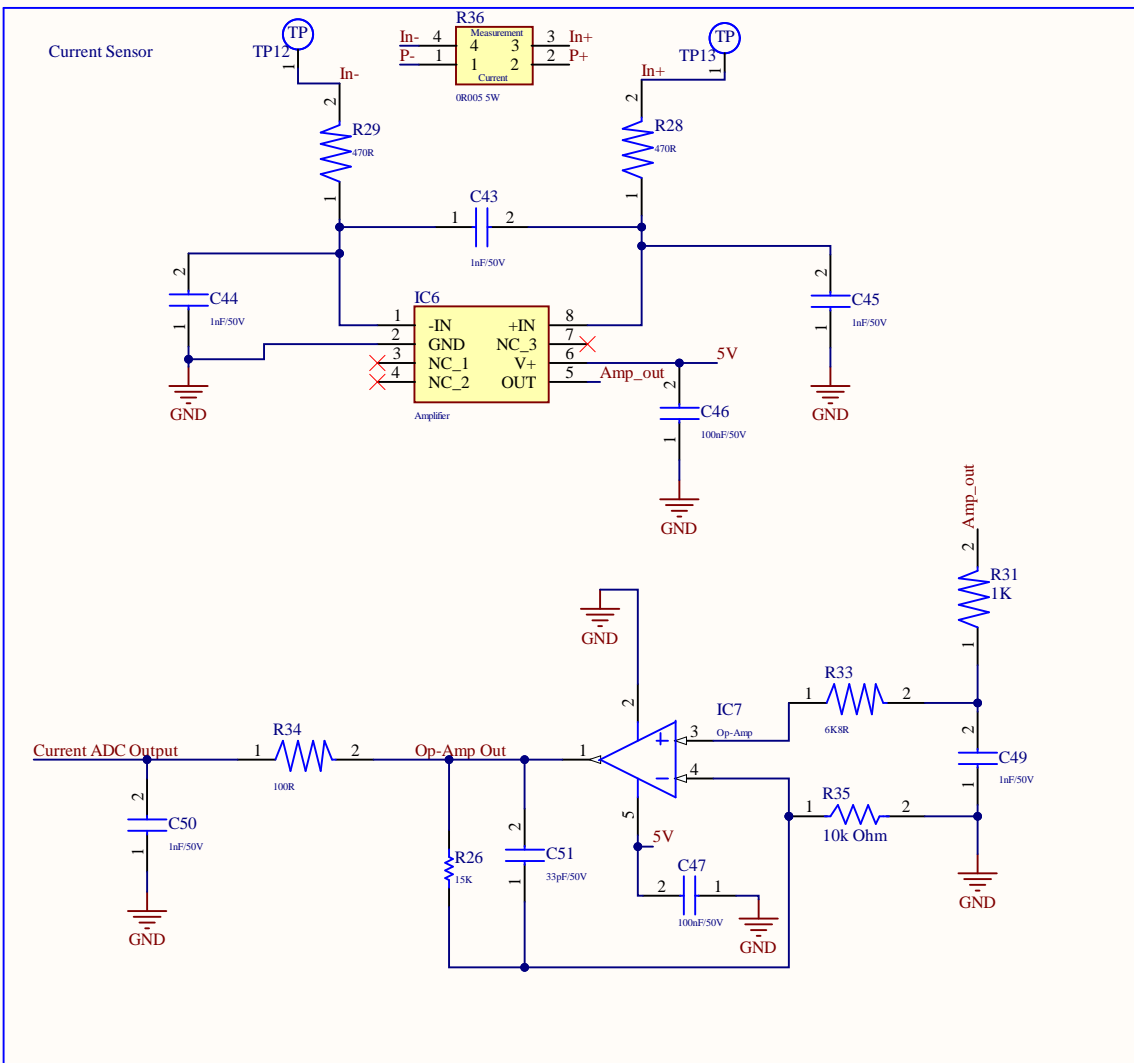 Current Sensor
TP
TP12
1
In-
2
R29
470R
1
R36
Measurement
In- 4 4 3 3 In+
P- 1 1 2 2 P+
Current
0R005 5W
TP
TP13
1
In+
2
R28
470R
1
C43
1 2
1nF/50V
2
C44
1nF/50V
1
GND
IC6
1 -IN +IN 8
2 GND NC_3 7
3 NC_1 V+ 6
4 NC_2 OUT 5
Amplifier
5V
Amp_out
2
C46
100nF/50V
1
GND
2
C45
1nF/50V
1
GND
Amp_out
2
R31
1K
1
GND
2
R33
1 2
6K8R
IC7
Op-Amp
3
4
1
5
5V
2
C49
1nF/50V
1
R35
1 2
10k Ohm
GND
C47
2 1
100nF/50V
GND
Current ADC Output
R34
1 2
100R
Op-Amp Out
2
C50
1nF/50V
1
GND
R26
15K
2
C51
33pF/50V
1